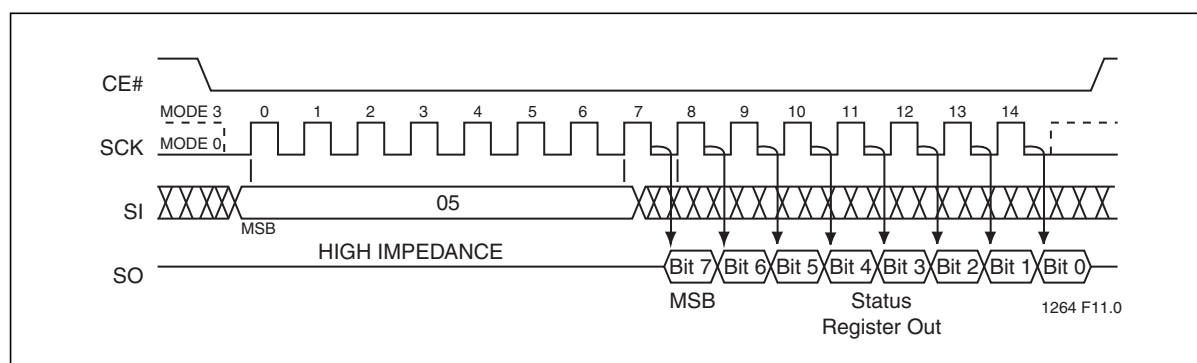 CE#
MODE 3 0 1 2 3 4 5 6 7 8 9 10 11 12 13 14
SCK MODE 0
SI 05
MSB
HIGH IMPEDANCE
SO Bit 7 Bit 6 Bit 5 Bit 4 Bit 3 Bit 2 Bit 1 Bit 0
MSB Status
Register Out
1264 F11.0